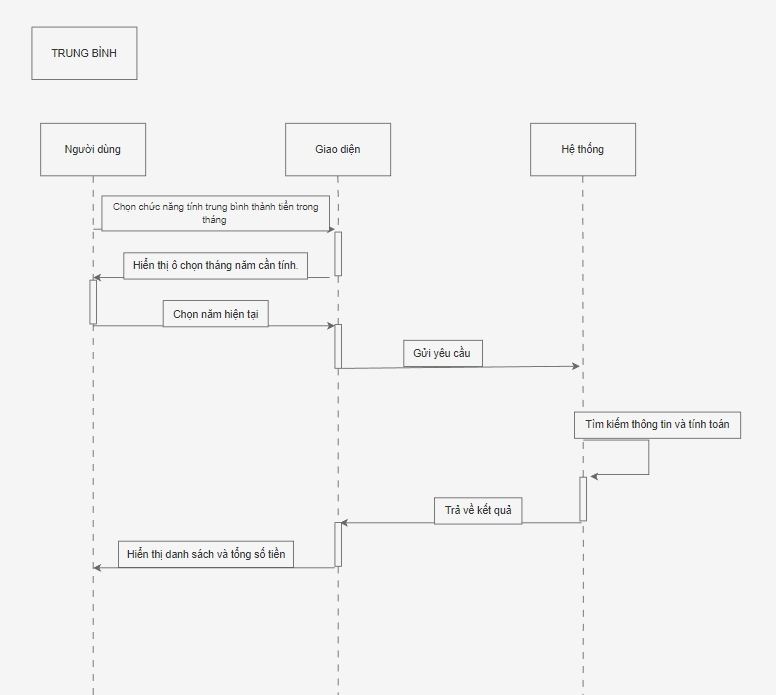 TRUNG BÌNH
Người dùng
Giao diện
Hệ thống
Chọn chức năng tính trung bình thành tiền trong
tháng
Hiển thị ô chọn tháng năm cần tính.
Chọn năm hiện tại
Gửi yêu cầu
Tìm kiếm thông tin và tính toán
Trả về kết quả
Hiển thị danh sách và tổng số tiền